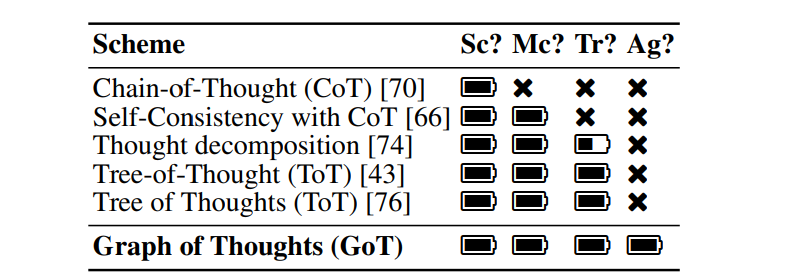 Scheme Sc? Mc? Tr? Ag?
Chain-of-Thought (CoT) [70]
Self-Consistency with CoT [66]
Thought decomposition [74]
Tree-of-Thought (ToT) [43]
Tree of Thoughts (ToT) [76]
Graph of Thoughts (GoT)